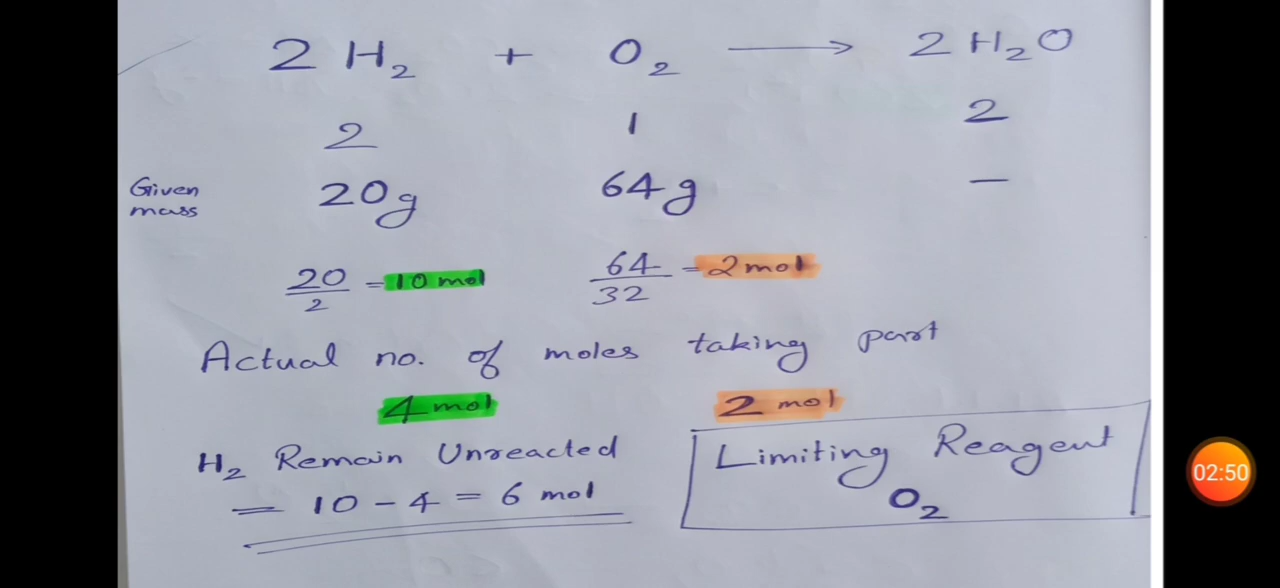 2 H₂ + O₂ ⟶ 2 H₂O
2 1 2
Given mass 20g 64g —
20/2 = 10 mol 64/32 = 2 mol
Actual no. of moles taking part
4 mol 2 mol
H₂ Remain Unreacted
= 10 - 4 = 6 mol
Limiting Reagent
O₂
02:50